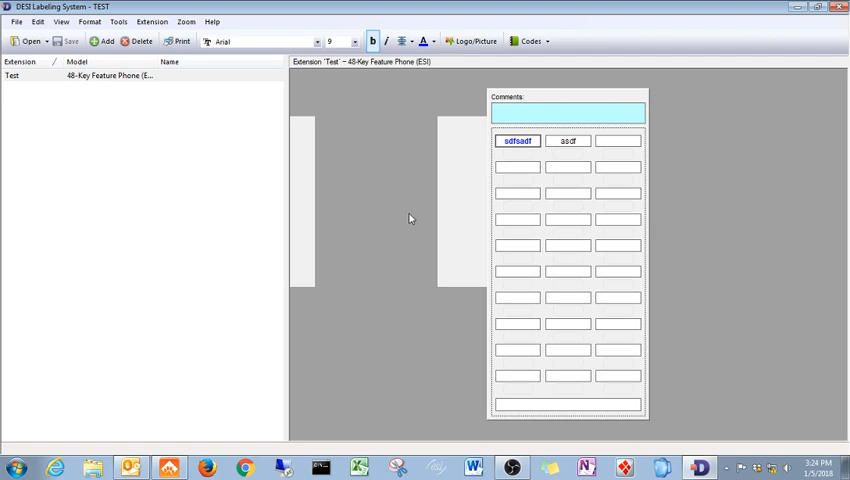 DESI Labeling System - TEST
File Edit View Format Tools Extension Zoom Help
Open Save Add Delete Print Arial 9 b i A Logo/Picture Codes
Extension / Model Name
Extension 'Test' – 48-Key Feature Phone (ESI)
Test 48-Key Feature Phone (E...
Comments:
sdfsadf asdf
3:24 PM
1/5/2018